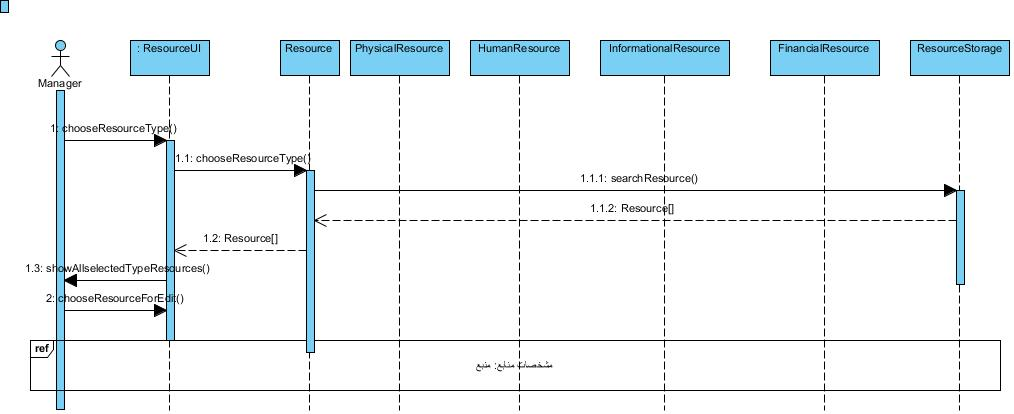 : ResourceUI
Resource
PhysicalResource
HumanResource
InformationalResource
FinancialResource
ResourceStorage
Manager
1: chooseResourceType()
1.1: chooseResourceType()
1.1.1: searchResource()
1.1.2: Resource[]
1.2: Resource[]
1.3: showAllselectedTypeResources()
2: chooseResourceForEdit()
ref
مشخصات منابع: منبع